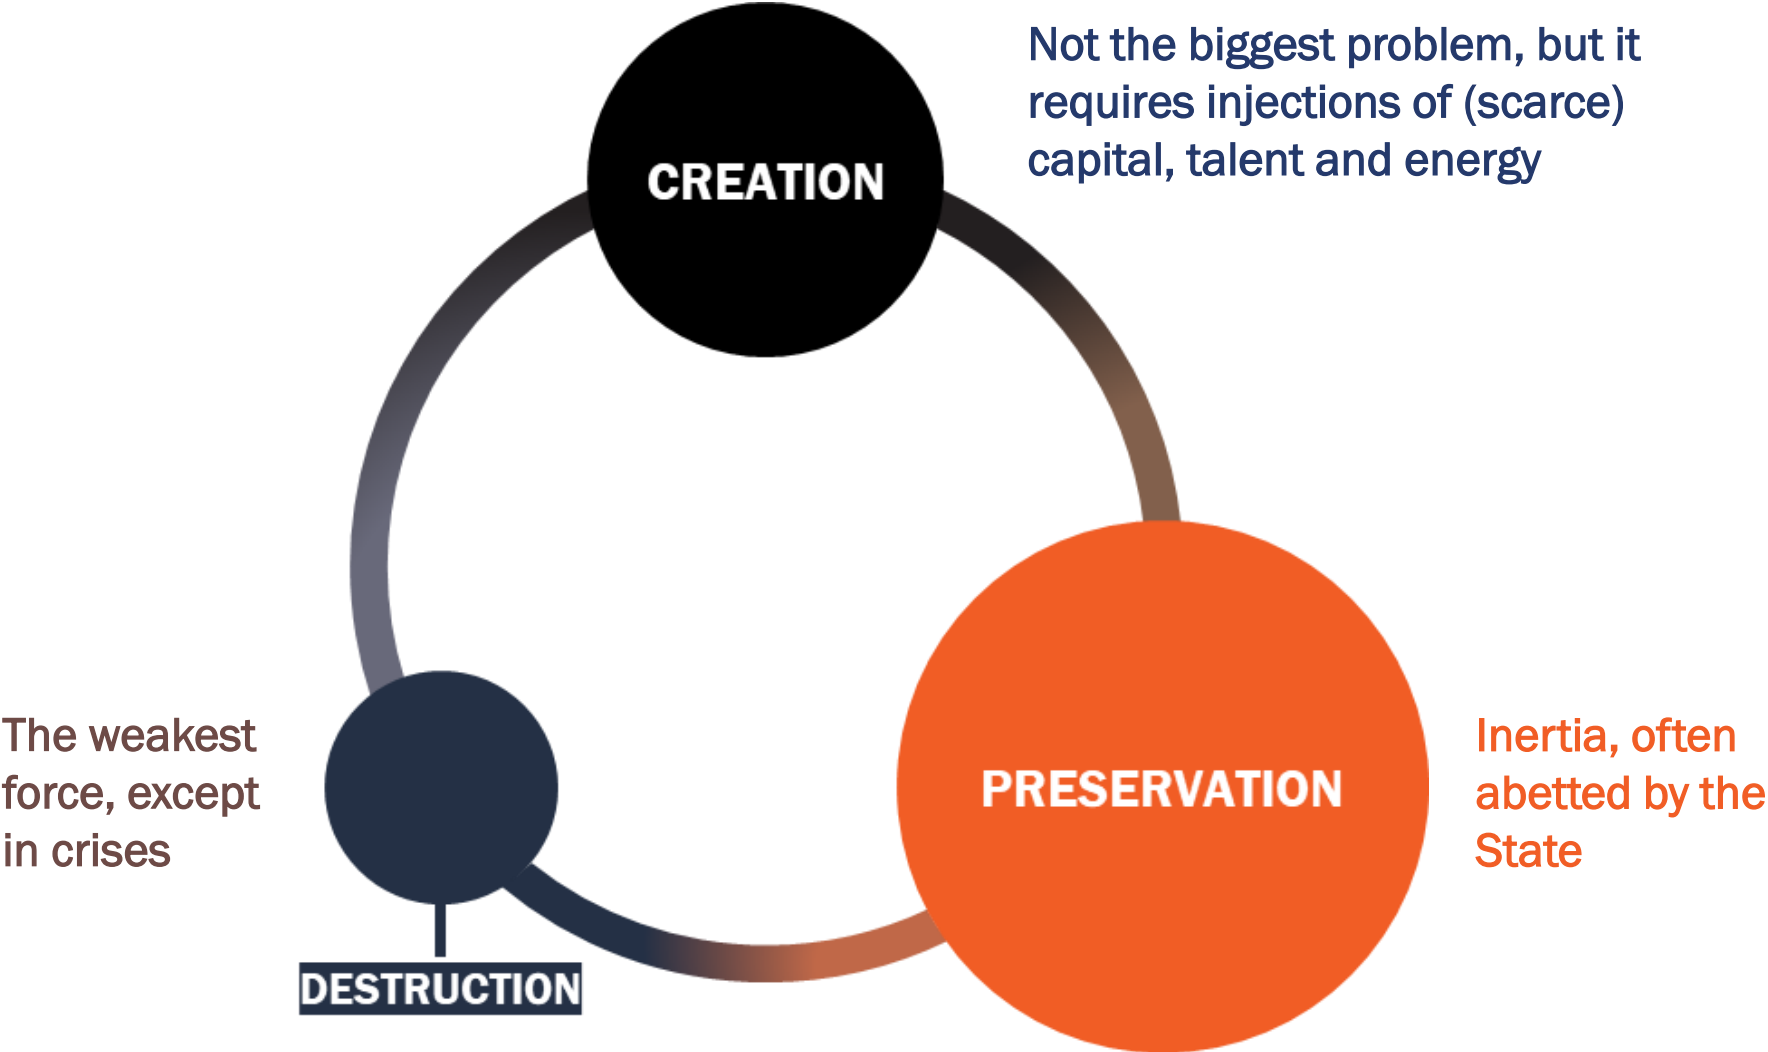 Not the biggest problem, but it
requires injections of (scarce)
capital, talent and energy
CREATION
The weakest
force, except
in crises
PRESERVATION
Inertia, often
abetted by the
State
DESTRUCTION